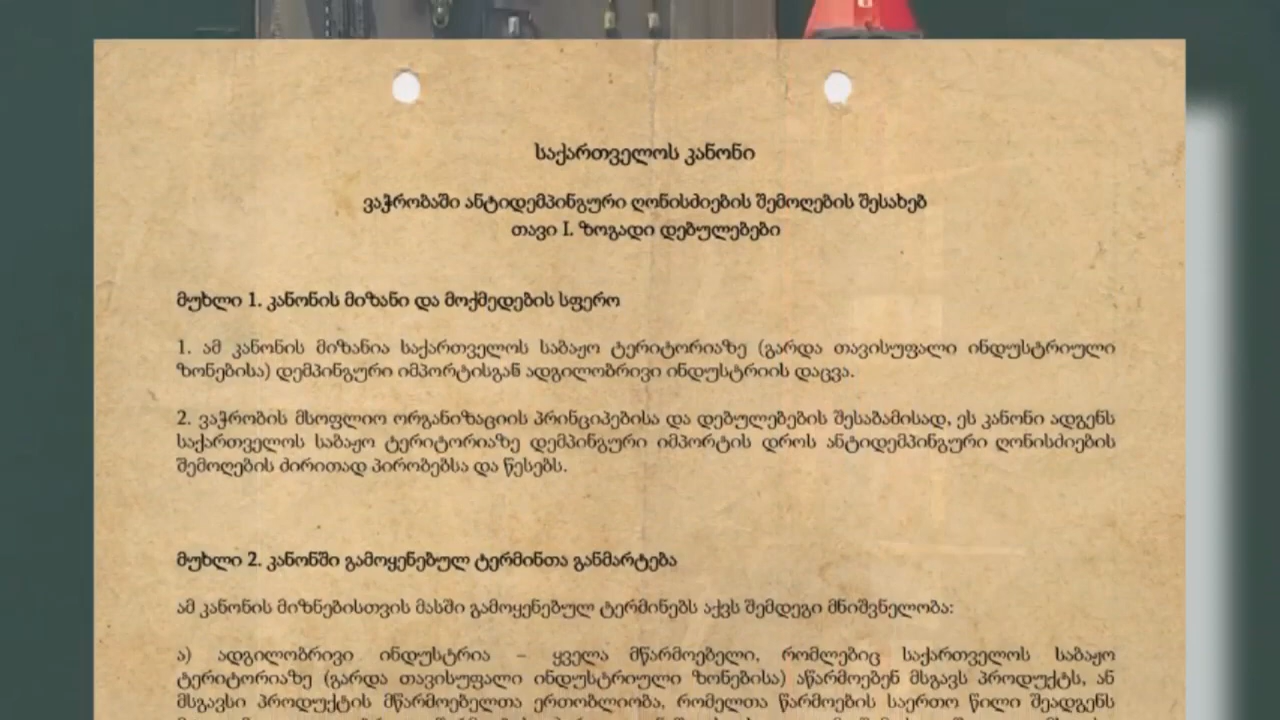 საქართველოს კანონი
ვაჭრობაში ანტიდემპინგური ღონისძიების შემოღების შესახებ
თავი I. ზოგადი დებულებები
მუხლი 1. კანონის მიზანი და მოქმედების სფერო
1. ამ კანონის მიზანია საქართველოს საბაჟო ტერიტორიაზე (გარდა თავისუფალი ინდუსტრიული
ზონებისა) დემპინგური იმპორტისგან ადგილობრივი ინდუსტრიის დაცვა.
2. ვაჭრობის მსოფლიო ორგანიზაციის პრინციპებისა და დებულებების შესაბამისად, ეს კანონი ადგენს
საქართველოს საბაჟო ტერიტორიაზე დემპინგური იმპორტის დროს ანტიდემპინგური ღონისძიების
შემოღების ძირითად პირობებსა და წესებს.
მუხლი 2. კანონში გამოყენებულ ტერმინთა განმარტება
ამ კანონის მიზნებისთვის მასში გამოყენებულ ტერმინებს აქვს შემდეგი მნიშვნელობა:
ა) ადგილობრივი ინდუსტრია – ყველა მწარმოებელი, რომლებიც საქართველოს საბაჟო
ტერიტორიაზე (გარდა თავისუფალი ინდუსტრიული ზონებისა) აწარმოებენ მსგავს პროდუქტს, ან
მსგავსი პროდუქტის მწარმოებელთა ერთობლიობა, რომელთა წარმოების საერთო წილი შეადგენს